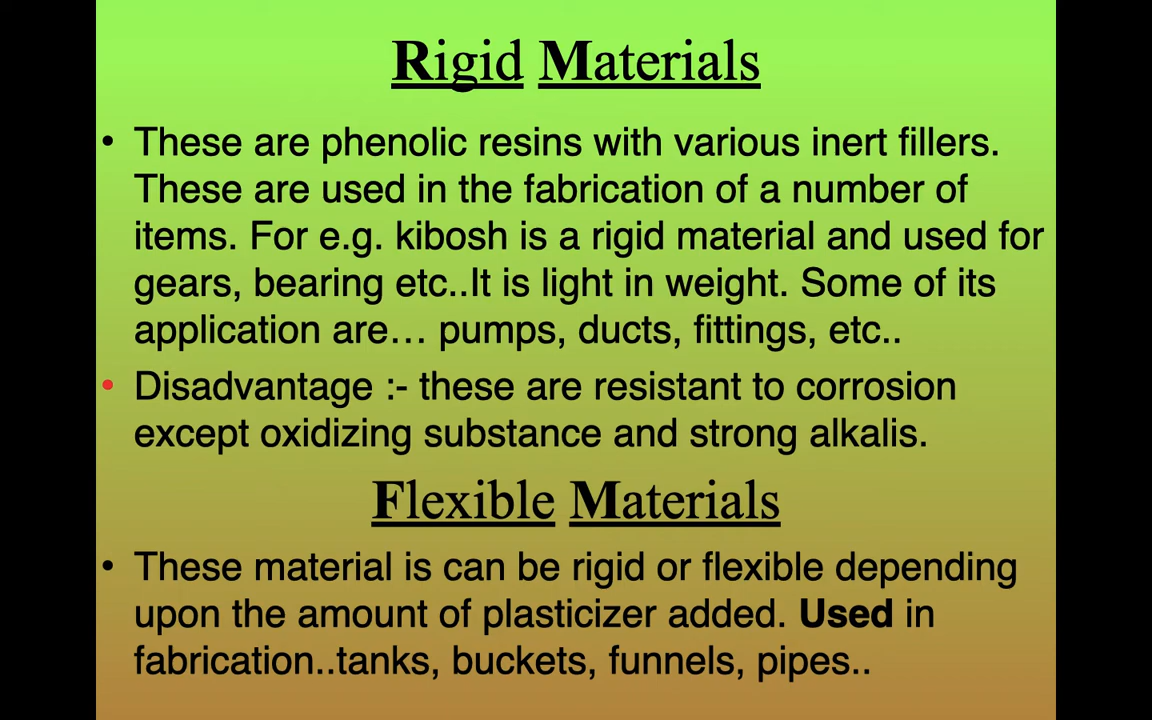 Rigid Materials
• These are phenolic resins with various inert fillers.
These are used in the fabrication of a number of
items. For e.g. kibosh is a rigid material and used for
gears, bearing etc..It is light in weight. Some of its
application are… pumps, ducts, fittings, etc..
• Disadvantage :- these are resistant to corrosion
except oxidizing substance and strong alkalis.
Flexible Materials
• These material is can be rigid or flexible depending
upon the amount of plasticizer added. Used in
fabrication..tanks, buckets, funnels, pipes..